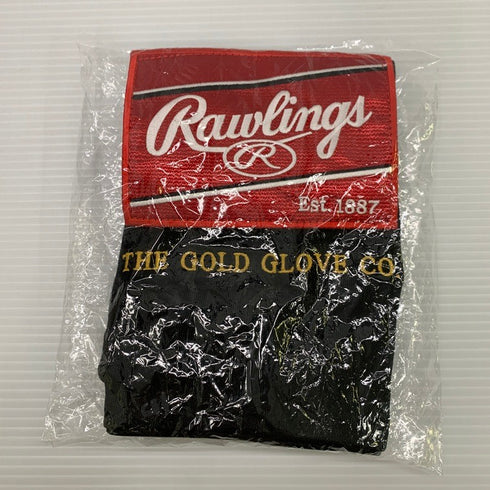 Rawlings
R
Est. 1887
THE GOLD GLOVE CO